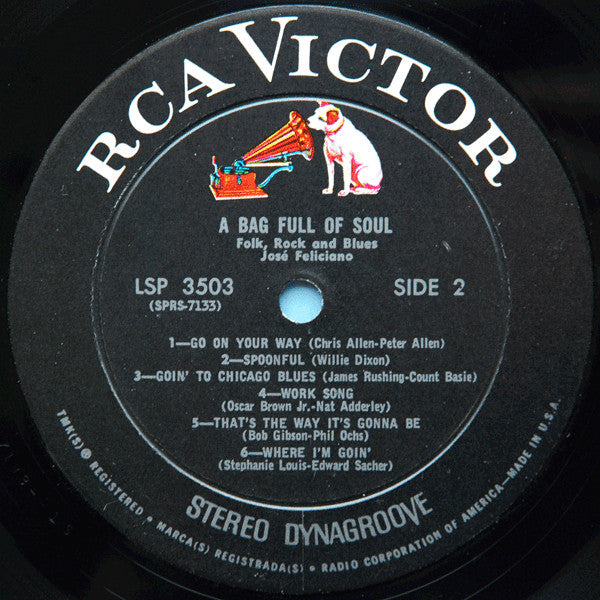 RCA VICTOR
A BAG FULL OF SOUL
Folk, Rock and Blues
José Feliciano
LSP 3503
(SPRS-7133)
SIDE 2
1—GO ON YOUR WAY (Chris Allen-Peter Allen)
2—SPOONFUL (Willie Dixon)
3—GOIN' TO CHICAGO BLUES (James Rushing-Count Basie)
4—WORK SONG
(Oscar Brown Jr.-Nat Adderley)
5—THAT'S THE WAY IT'S GONNA BE
(Bob Gibson-Phil Ochs)
6—WHERE I'M GOIN'
(Stephanie Louis-Edward Sacher)
STEREO DYNAGROOVE
TMK(S) ® REGISTERED • MARCA(S) REGISTRADA(S) • RADIO CORPORATION OF AMERICA—MADE IN U.S.A.